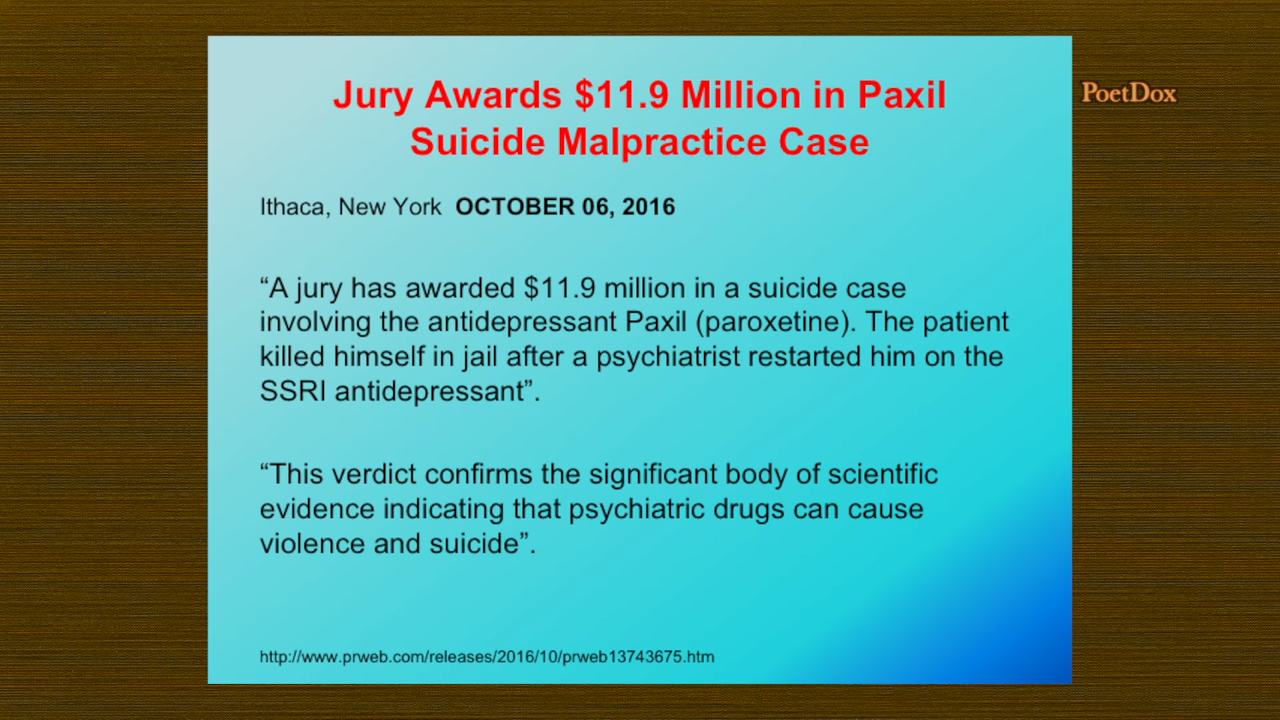 Jury Awards $11.9 Million in Paxil
Suicide Malpractice Case
PoetDox
Ithaca, New York OCTOBER 06, 2016
“A jury has awarded $11.9 million in a suicide case
involving the antidepressant Paxil (paroxetine). The patient
killed himself in jail after a psychiatrist restarted him on the
SSRI antidepressant”.
“This verdict confirms the significant body of scientific
evidence indicating that psychiatric drugs can cause
violence and suicide”.
http://www.prweb.com/releases/2016/10/prweb13743675.htm